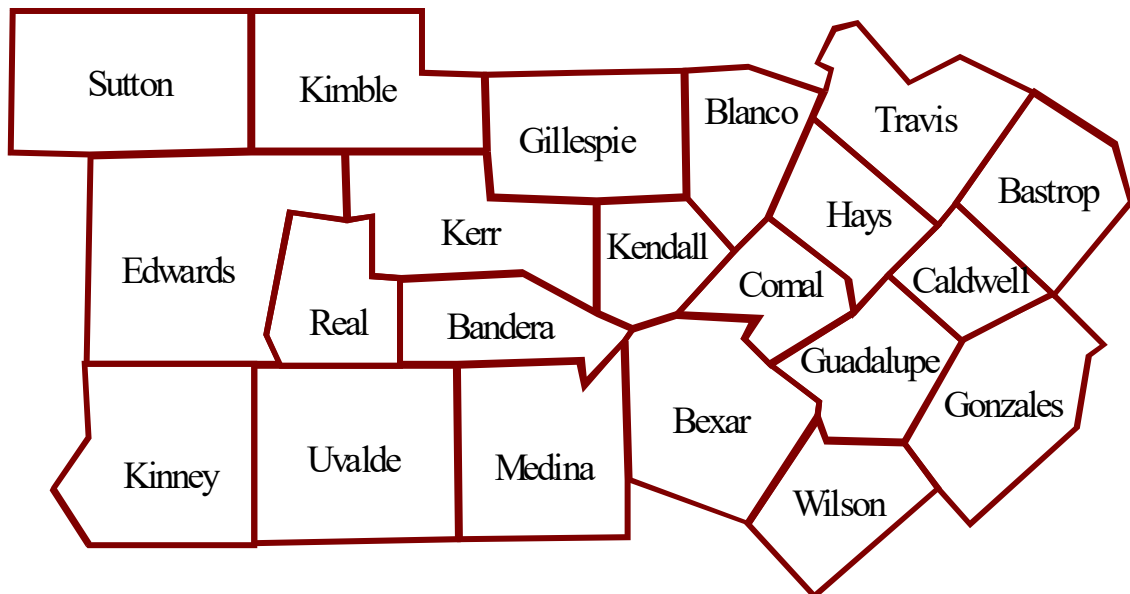 Sutton
Kimble
Gillespie
Blanco
Travis
Bastrop
Edwards
Kerr
Kendall
Hays
Comal
Caldwell
Real
Bandera
Guadalupe
Gonzales
Kinney
Uvalde
Medina
Bexar
Wilson